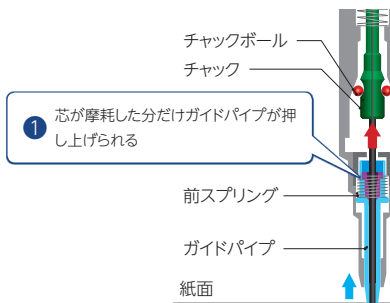 チャックボール
チャック
1
芯が摩耗した分だけガイドパイプが押
し上げられる
前スプリング
ガイドパイプ
紙面